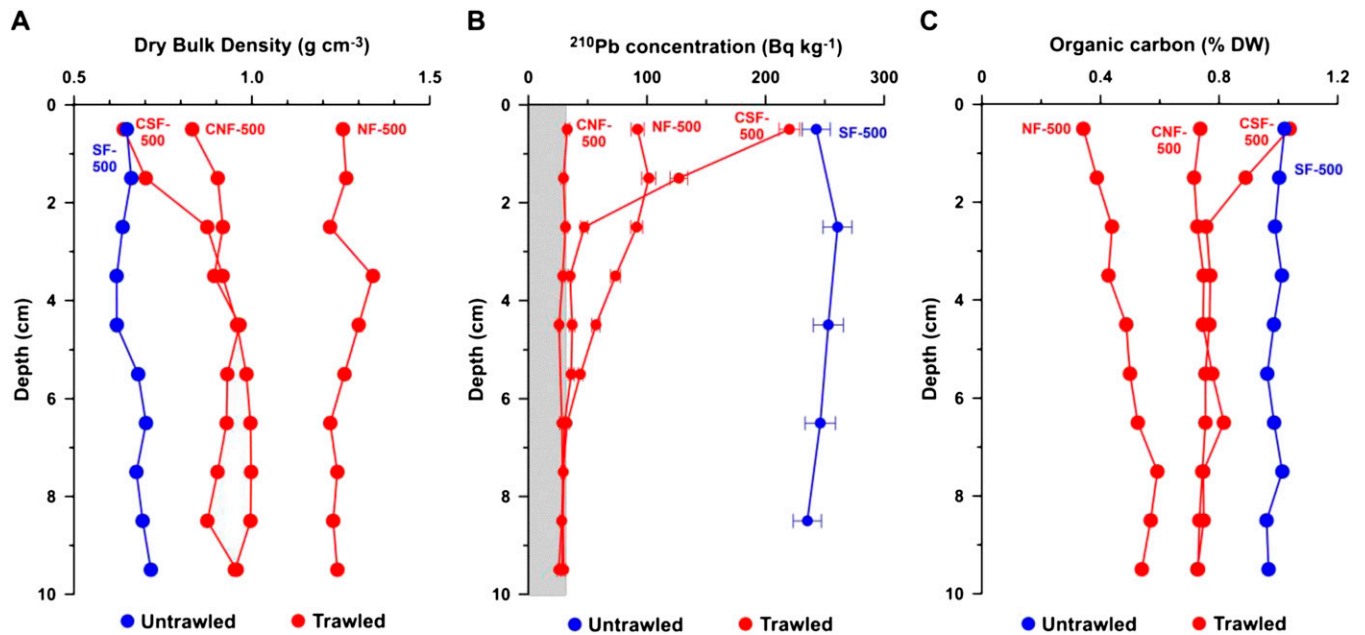 A
Dry Bulk Density (g cm-3)
0.5 1.0 1.5
0
2
4
6
8
10
Depth (cm)
CSF-
500
SF-
500
CNF-500
NF-500
Untrawled Trawled
B
210Pb concentration (Bq kg-1)
0 100 200 300
0
2
4
6
8
10
Depth (cm)
CNF-
500
NF-500
CSF-
500
SF-500
Untrawled Trawled
C
Organic carbon (% DW)
0 0.4 0.8 1.2
0
2
4
6
8
10
Depth (cm)
NF-500
CNF-
500
CSF-
500
SF-500
Untrawled Trawled